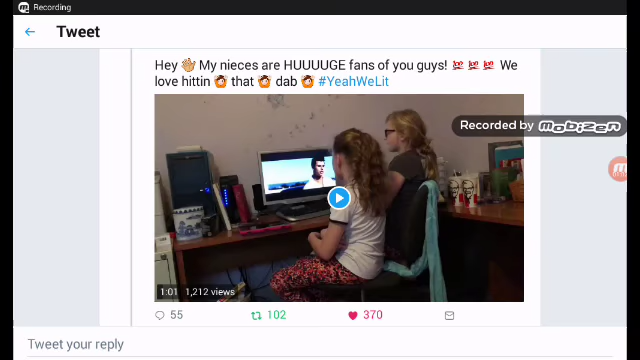 Recording
Tweet
Hey 👋 My nieces are HUUUUGE fans of you guys! 💯 💯 💯 We
love hittin 🙆 that 🙆 dab 🙆 #YeahWeLit
Recorded by mobizen
1:01 1,212 views
55 102 370
Tweet your reply